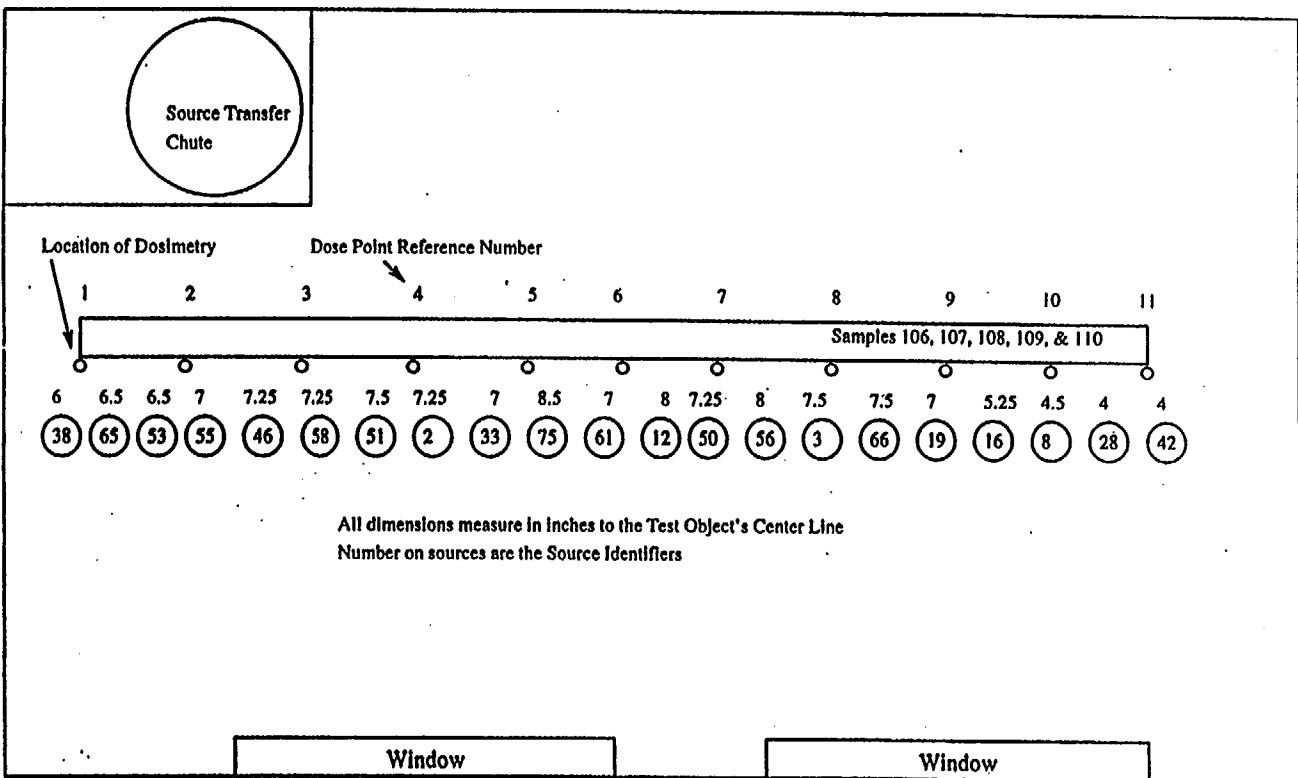 Source Transfer
Chute
Location of Dosimetry Dose Point Reference Number
1 2 3 4 5 6 7 8 9 10 11
Samples 106, 107, 108, 109, & 110
6 6.5 6.5 7 7.25 7.25 7.5 7.25 7 8.5 7 8 7.25 8 7.5 7.5 7 5.25 4.5 4 4
38 65 53 55 46 58 51 2 33 75 61 12 50 56 3 66 19 16 8 28 42
All dimensions measure in inches to the Test Object's Center Line
Number on sources are the Source Identifiers
Window Window